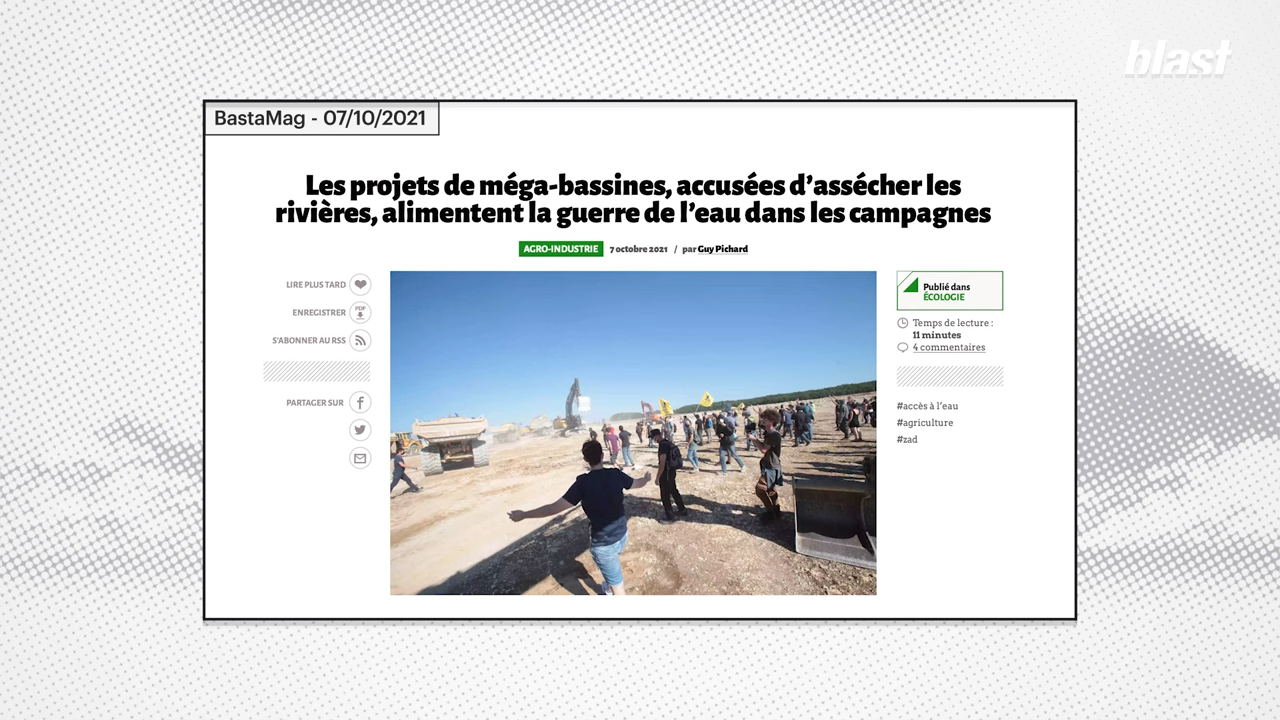 blast
BastaMag - 07/10/2021
Les projets de méga-bassines, accusées d’assécher les
rivières, alimentent la guerre de l’eau dans les campagnes
AGRO-INDUSTRIE 7 octobre 2021 / par Guy Pichard
LIRE PLUS TARD
ENREGISTRER PDF
S'ABONNER AU RSS
PARTAGER SUR
Publié dans
ÉCOLOGIE
Temps de lecture :
11 minutes
4 commentaires
#accès à l’eau
#agriculture
#zad